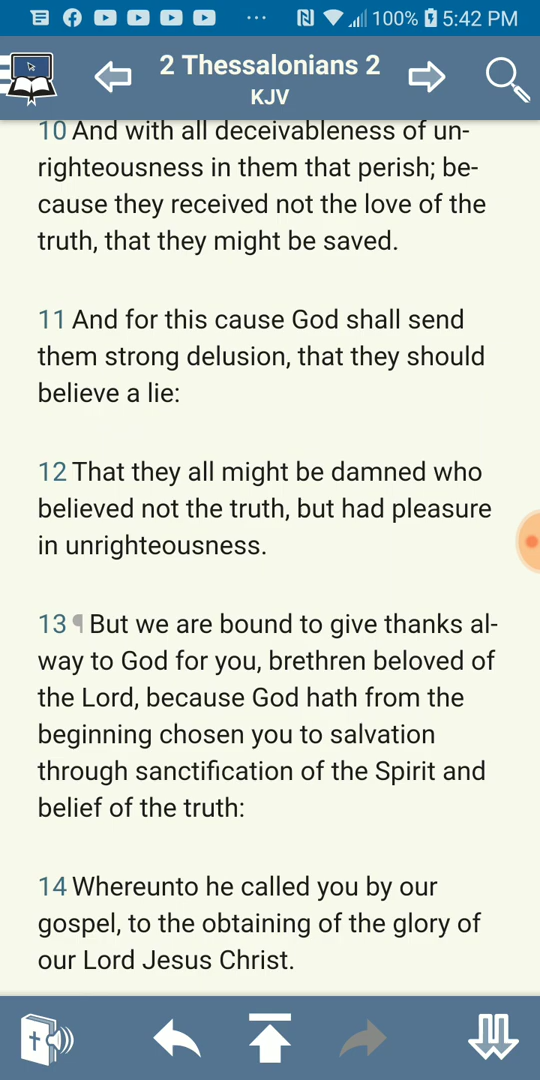 100% 5:42 PM
2 Thessalonians 2
KJV
10 And with all deceivableness of un-
righteousness in them that perish; be-
cause they received not the love of the
truth, that they might be saved.
11 And for this cause God shall send
them strong delusion, that they should
believe a lie:
12 That they all might be damned who
believed not the truth, but had pleasure
in unrighteousness.
13 ¶ But we are bound to give thanks al-
way to God for you, brethren beloved of
the Lord, because God hath from the
beginning chosen you to salvation
through sanctification of the Spirit and
belief of the truth:
14 Whereunto he called you by our
gospel, to the obtaining of the glory of
our Lord Jesus Christ.